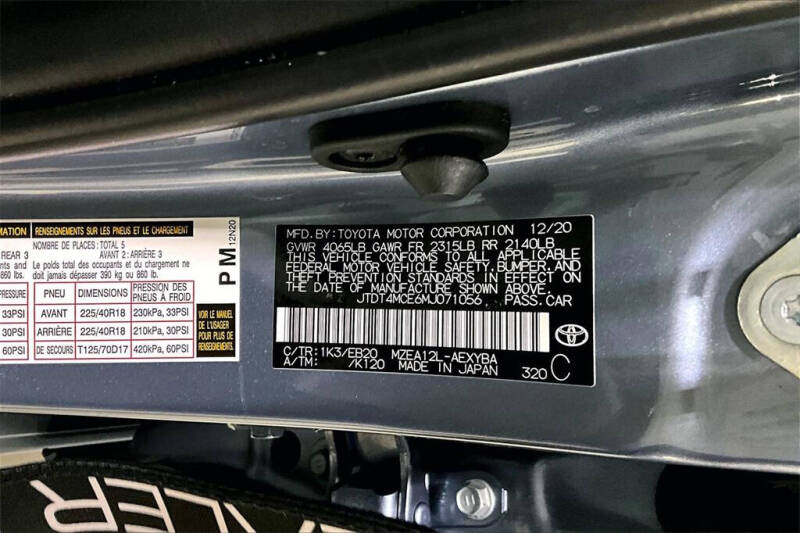 MATION
RENSEIGNEMENTS SUR LES PNEUS ET LE CHARGEMENT
REAR 3
NOMBRE DE PLACES:TOTAL 5
AVANT 2:ARRIÈRE 3
Le poids total des occupants et du chargement ne
860 lb.
doit jamais dépasser 390 kg ou 860 lb.
PM
12N20
PRESSURE
PNEU
DIMENSIONS
PRESSION DES PNEUS À FROID
33PSI
AVANT
225/40R18
230kPa, 33PSI
30PSI
ARRIÈRE
225/40R18
210kPa, 30PSI
60PSI
DE SECOURS
T125/70D17
420kPa, 60PSI
VOIR LE MANUEL
DE L'USAGER
POUR PLUS DE
RENSEIGNEMENTS
MFD.BY:TOYOTA MOTOR CORPORATION 12/20
GVWR 4065LB GAWR FR 2315LB RR 2140LB
THIS VEHICLE CONFORMS TO ALL APPLICABLE
FEDERAL MOTOR VEHICLE SAFETY, BUMPER,AND
THEFT PREVENTION STANDARDS IN EFFECT ON
THE DATE OF MANUFACTURE SHOWN ABOVE.
JTDT4MCE6MJ071056 PASS.CAR
C/TR:1K3/EB20 MZEA12L-AEXYBA
A/TM: /K120 MADE IN JAPAN
320 C
LER